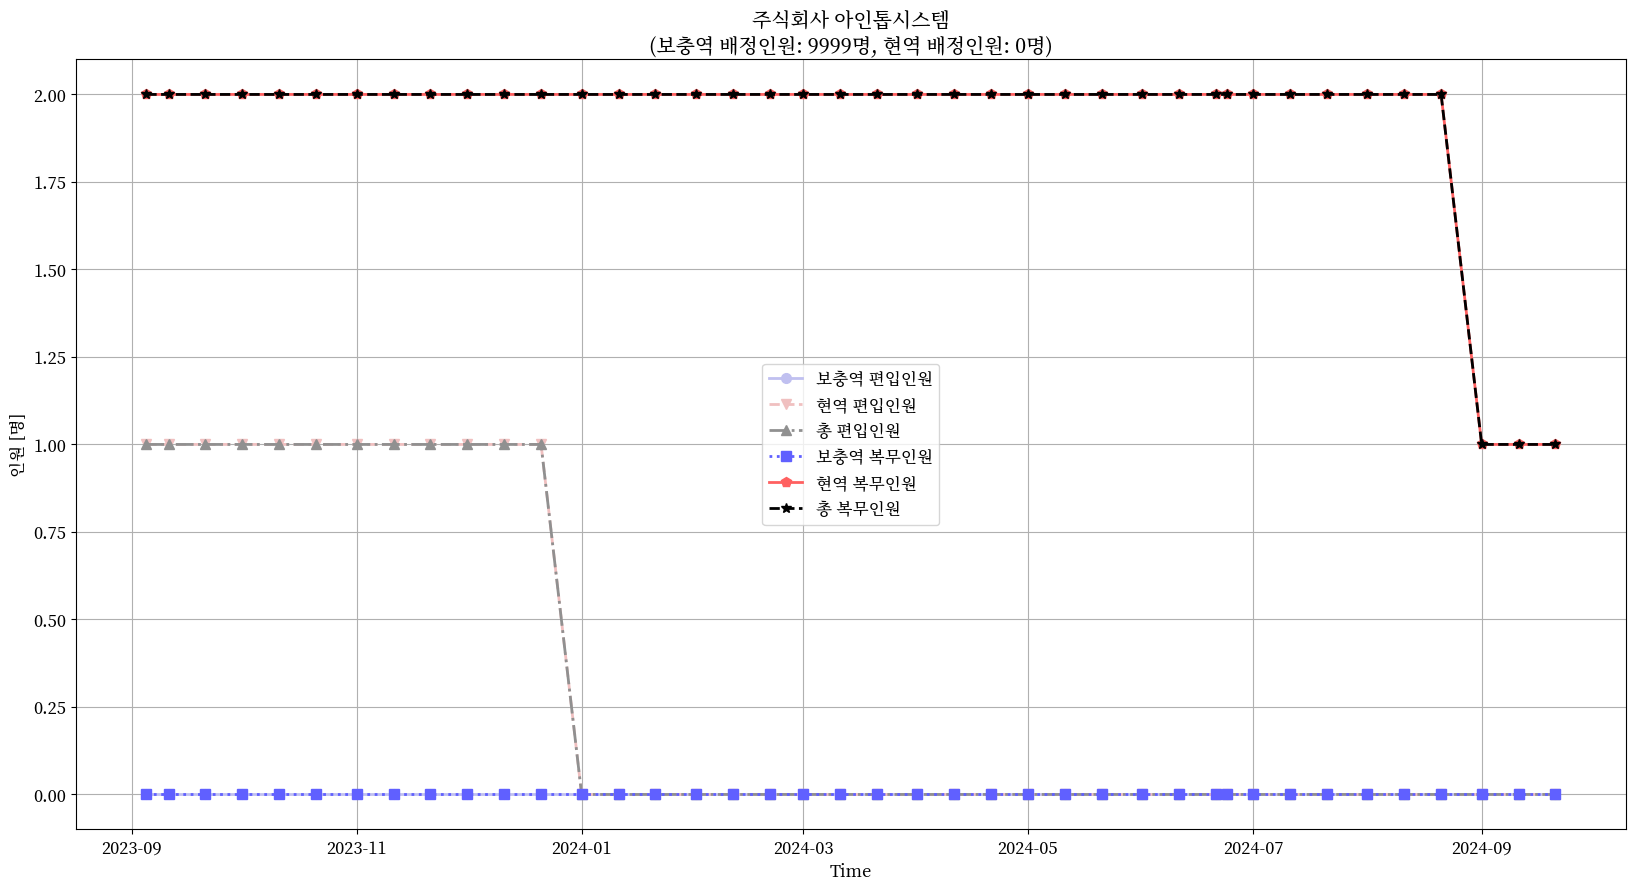 주식회사 아인톱시스템
(보충역 배정인원: 9999명, 현역 배정인원: 0명)
2.00
1.75
1.50
1.25
1.00
0.75
0.50
0.25
0.00
인원 [명]
보충역 편입인원
현역 편입인원
총 편입인원
보충역 복무인원
현역 복무인원
총 복무인원
2023-09
2023-11
2024-01
2024-03
2024-05
2024-07
2024-09
Time